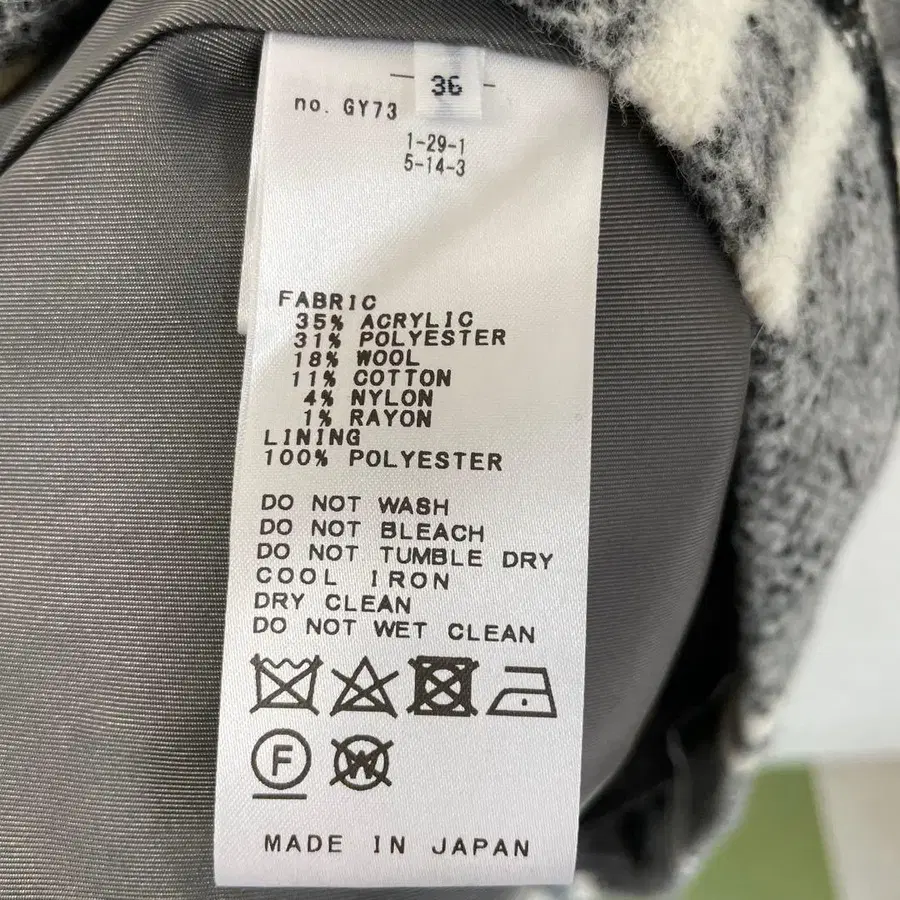 36
no. GY73
1-29-1
5-14-3
FABRIC
35% ACRYLIC
31% POLYESTER
18% WOOL
11% COTTON
4% NYLON
1% RAYON
LINING
100% POLYESTER
DO NOT WASH
DO NOT BLEACH
DO NOT TUMBLE DRY
COOL IRON
DRY CLEAN
DO NOT WET CLEAN
F W
MADE IN JAPAN